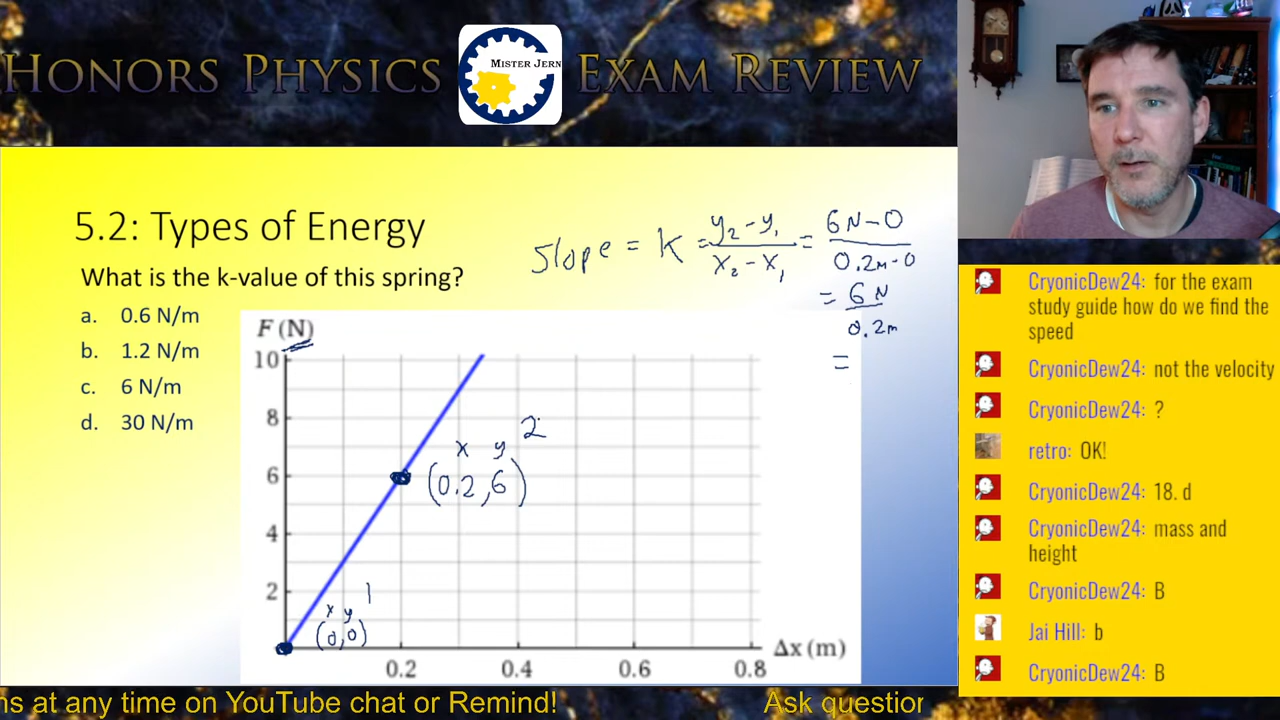 HONORS PHYSICS MISTER JERN EXAM REVIEW
5.2: Types of Energy
What is the k-value of this spring?
a. 0.6 N/m
b. 1.2 N/m
c. 6 N/m
d. 30 N/m
slope = K = y₂ - y₁ / x₂ - x₁ = 6N - 0 / 0.2m - 0
= 6 N / 0.2m
=
F (N)
10
8
6
4
2
x y 2
(0.2, 6)
x y 1
(0,0)
0.2 0.4 0.6 0.8
Δx (m)
CryonicDew24: for the exam
study guide how do we find the
speed
CryonicDew24: not the velocity
CryonicDew24: ?
retro: OK!
CryonicDew24: 18. d
CryonicDew24: mass and
height
CryonicDew24: B
Jai Hill: b
CryonicDew24: B
ns at any time on YouTube chat or Remind! Ask question